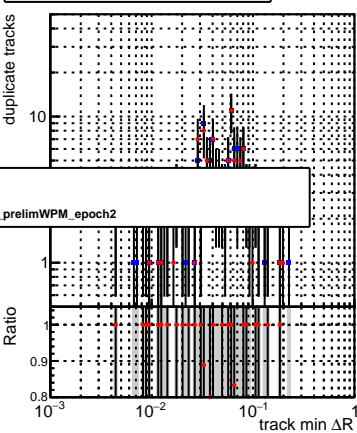 duplicate tracks
10
_prelimWPM_epoch2
1
Ratio
1
0.9
0.8
10−3 10−2 10−1 1
track min ΔR